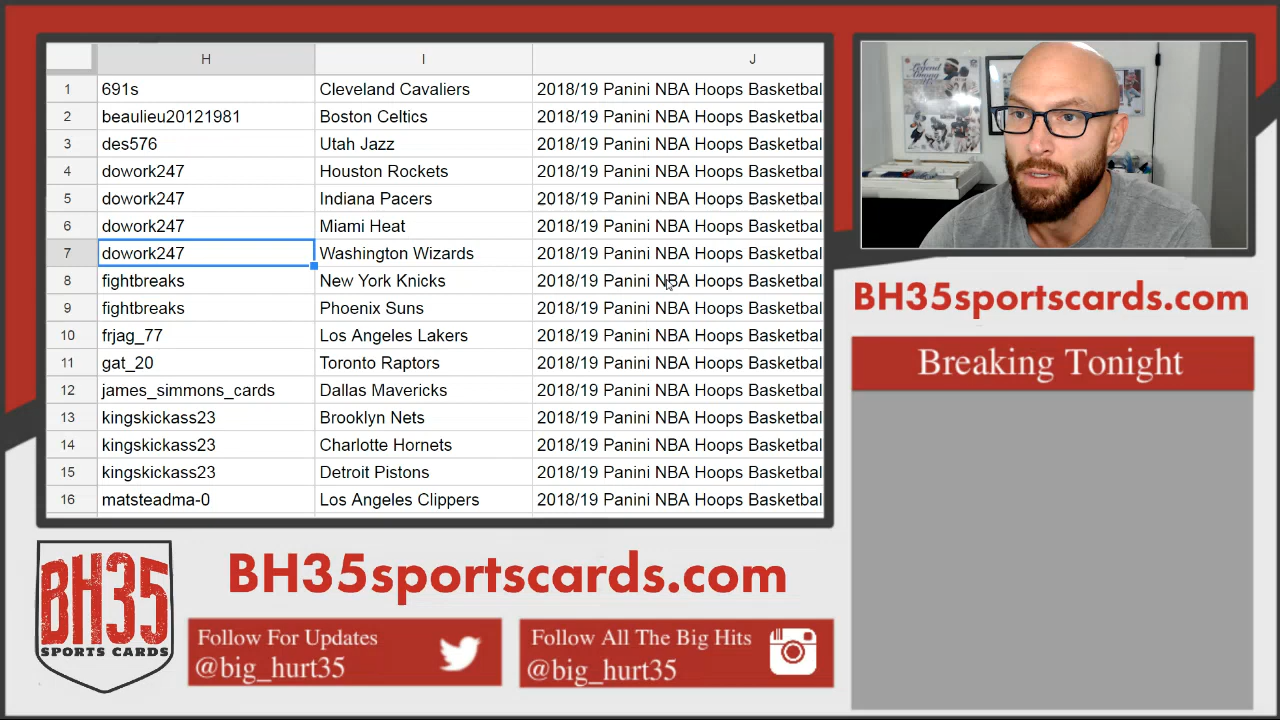 H I J
1 691s Cleveland Cavaliers 2018/19 Panini NBA Hoops Basketbal
2 beaulieu20121981 Boston Celtics 2018/19 Panini NBA Hoops Basketbal
3 des576 Utah Jazz 2018/19 Panini NBA Hoops Basketbal
4 dowork247 Houston Rockets 2018/19 Panini NBA Hoops Basketbal
5 dowork247 Indiana Pacers 2018/19 Panini NBA Hoops Basketbal
6 dowork247 Miami Heat 2018/19 Panini NBA Hoops Basketbal
7 dowork247 Washington Wizards 2018/19 Panini NBA Hoops Basketbal
8 fightbreaks New York Knicks 2018/19 Panini NBA Hoops Basketbal
9 fightbreaks Phoenix Suns 2018/19 Panini NBA Hoops Basketbal
10 frjag_77 Los Angeles Lakers 2018/19 Panini NBA Hoops Basketbal
11 gat_20 Toronto Raptors 2018/19 Panini NBA Hoops Basketbal
12 james_simmons_cards Dallas Mavericks 2018/19 Panini NBA Hoops Basketbal
13 kingskickass23 Brooklyn Nets 2018/19 Panini NBA Hoops Basketbal
14 kingskickass23 Charlotte Hornets 2018/19 Panini NBA Hoops Basketbal
15 kingskickass23 Detroit Pistons 2018/19 Panini NBA Hoops Basketbal
16 matsteadma-0 Los Angeles Clippers 2018/19 Panini NBA Hoops Basketbal
BH35sportscards.com
Breaking Tonight
BH35
SPORTS CARDS
BH35sportscards.com
Follow For Updates
@big_hurt35
Follow All The Big Hits
@big_hurt35